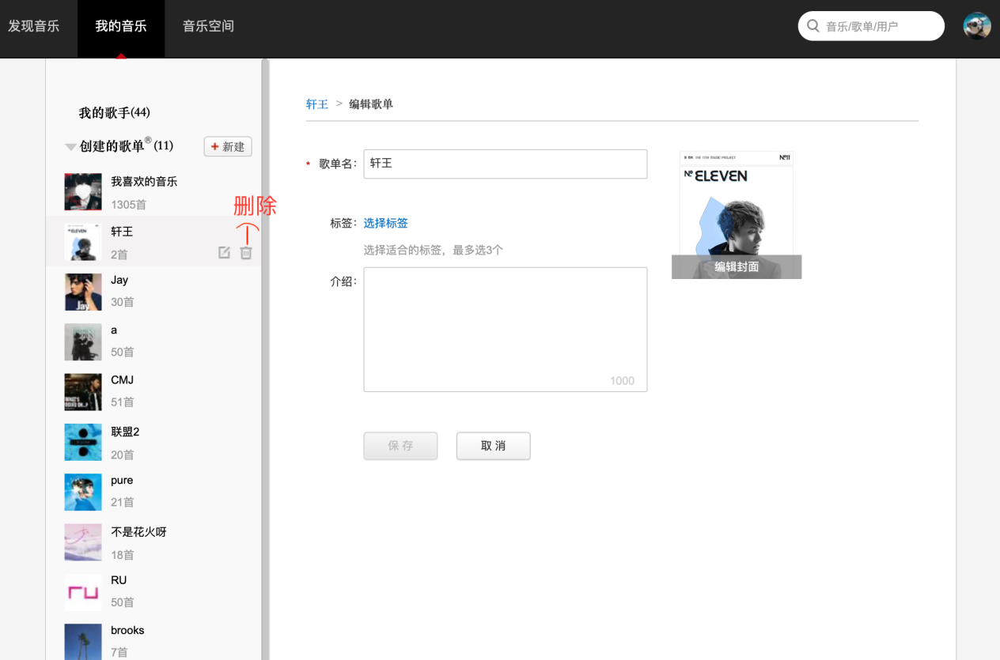 发现音乐
我的音乐
音乐空间
音乐/歌单/用户
我的歌手(44)
创建的歌单®(11)
+ 新建
我喜欢的音乐
1305首
删除
轩王
2首
Jay
30首
a
50首
CMJ
51首
联盟2
20首
pure
21首
不是花火呀
18首
RU
50首
brooks
7首
轩王 > 编辑歌单
* 歌单名:
轩王
标签:
选择标签
选择适合的标签，最多选3个
介绍:
1000
保存
取消
THE 11TH MUSIC PROJECT
Nº11
Nº ELEVEN
编辑封面